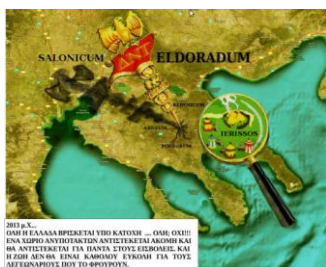 SALONICUM
ELDORADUM
ANT
IERISSOS
2013 μ.Χ...
ΟΛΗ Η ΕΛΛΑΔΑ ΒΡΙΣΚΕΤΑΙ ΥΠΟ ΚΑΤΟΧΗ ... ΟΛΗ; ΟΧΙ!!!
ΕΝΑ ΧΩΡΙΟ ΑΝΥΠΟΤΑΚΤΩΝ ΑΝΤΙΣΤΕΚΕΤΑΙ ΑΚΟΜΗ ΚΑΙ
ΘΑ ΑΝΤΙΣΤΕΚΕΤΑΙ ΓΙΑ ΠΑΝΤΑ ΣΤΟΥΣ ΕΙΣΒΟΛΕΙΣ. ΚΑΙ
Η ΖΩΗ ΔΕΝ ΘΑ ΕΙΝΑΙ ΚΑΘΟΛΟΥ ΕΥΚΟΛΗ ΓΙΑ ΤΟΥΣ
ΛΕΓΕΩΝΑΡΙΟΥΣ ΠΟΥ ΤΟ ΦΡΟΥΡΟΥΝ.